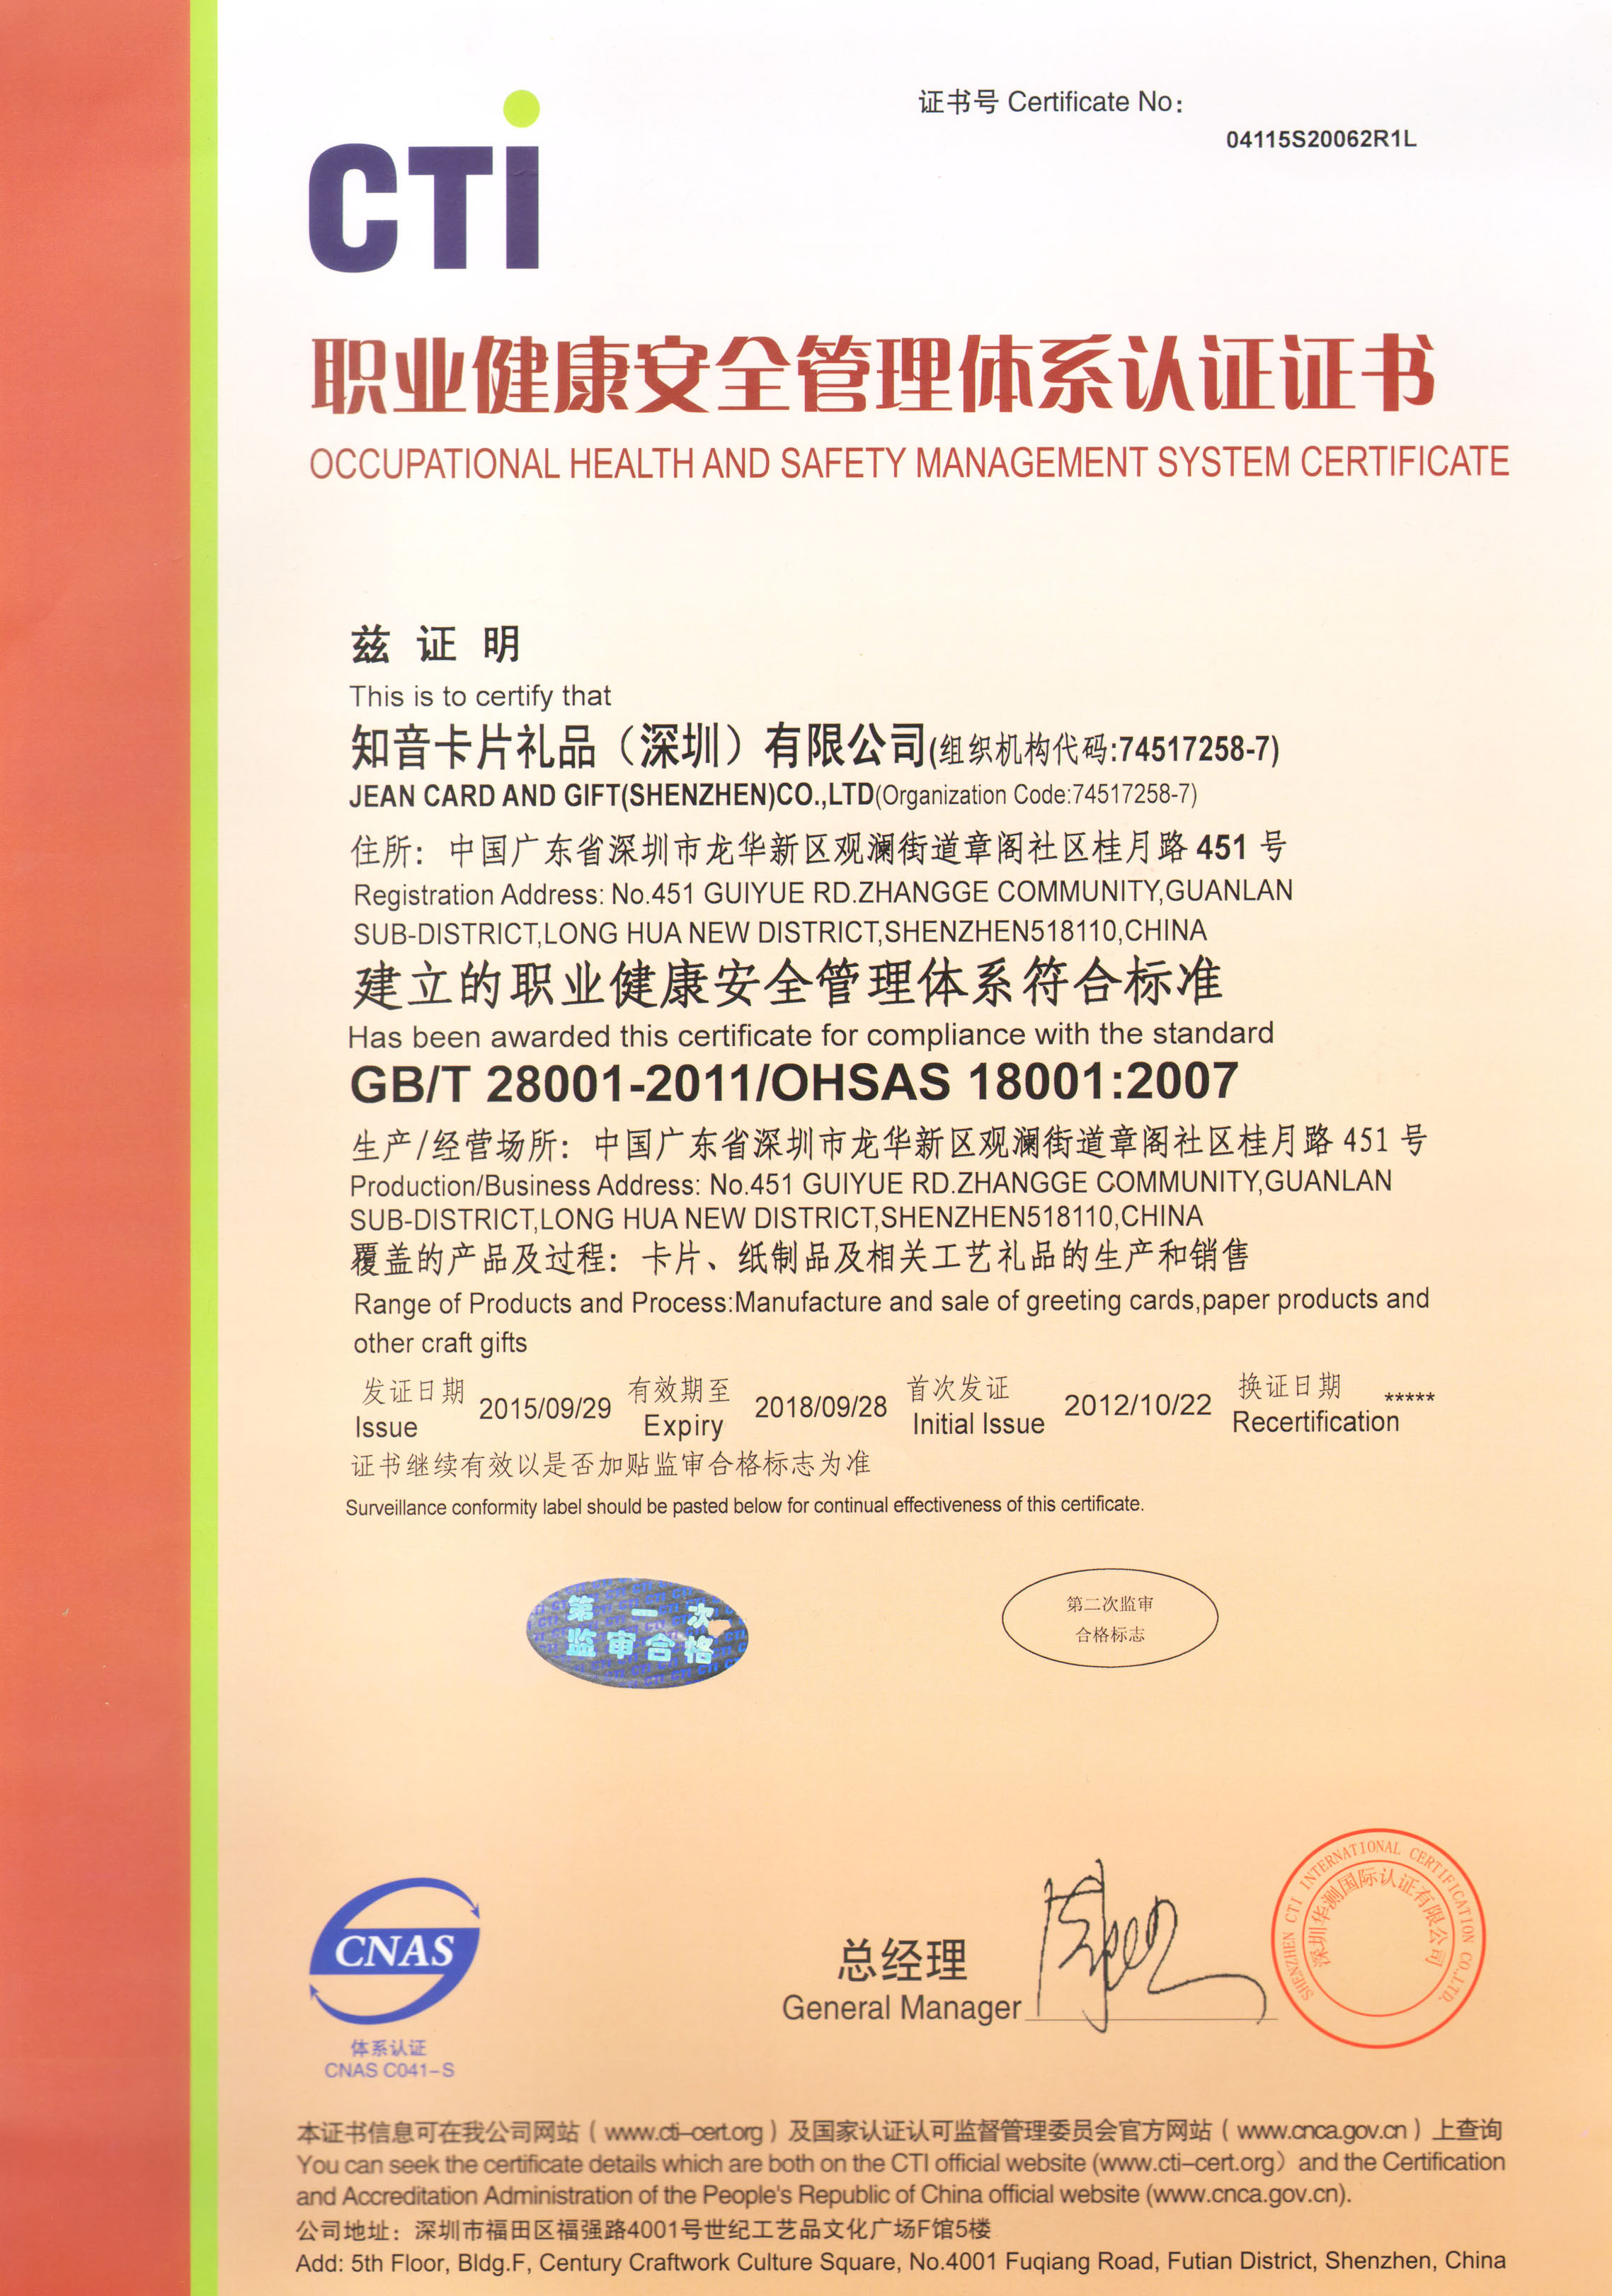 证书号 Certificate No：
04115S20062R1L
CTi
职业健康安全管理体系认证证书
OCCUPATIONAL HEALTH AND SAFETY MANAGEMENT SYSTEM CERTIFICATE
兹 证 明
This is to certify that
知音卡片礼品（深圳）有限公司(组织机构代码:74517258-7)
JEAN CARD AND GIFT(SHENZHEN)CO.,LTD(Organization Code:74517258-7)
住所：中国广东省深圳市龙华新区观澜街道章阁社区桂月路 451 号
Registration Address: No.451 GUIYUE RD.ZHANGGE COMMUNITY,GUANLAN
SUB-DISTRICT,LONG HUA NEW DISTRICT,SHENZHEN518110,CHINA
建立的职业健康安全管理体系符合标准
Has been awarded this certificate for compliance with the standard
GB/T 28001-2011/OHSAS 18001:2007
生产/经营场所：中国广东省深圳市龙华新区观澜街道章阁社区桂月路 451 号
Production/Business Address: No.451 GUIYUE RD.ZHANGGE COMMUNITY,GUANLAN
SUB-DISTRICT,LONG HUA NEW DISTRICT,SHENZHEN518110,CHINA
覆盖的产品及过程：卡片、纸制品及相关工艺礼品的生产和销售
Range of Products and Process:Manufacture and sale of greeting cards,paper products and
other craft gifts
发证日期 2015/09/29 有效期至 2018/09/28 首次发证 2012/10/22 换证日期 *****
Issue Expiry Initial Issue Recertification
证书继续有效以是否加贴监审合格标志为准
Surveillance conformity label should be pasted below for continual effectiveness of this certificate.
第 一 次
监审合格
第二次监审
合格标志
CNAS
体系认证
CNAS C041-S
总经理
General Manager
SHENZHEN CTI INTERNATIONAL CERTIFICATION CO.,LTD.
深圳华测国际认证有限公司
本证书信息可在我公司网站（www.cti-cert.org）及国家认证认可监督管理委员会官方网站（www.cnca.gov.cn）上查询
You can seek the certificate details which are both on the CTI official website (www.cti-cert.org）and the Certification
and Accreditation Administration of the People's Republic of China official website (www.cnca.gov.cn).
公司地址：深圳市福田区福强路4001号世纪工艺品文化广场F馆5楼
Add: 5th Floor, Bldg.F, Century Craftwork Culture Square, No.4001 Fuqiang Road, Futian District, Shenzhen, China